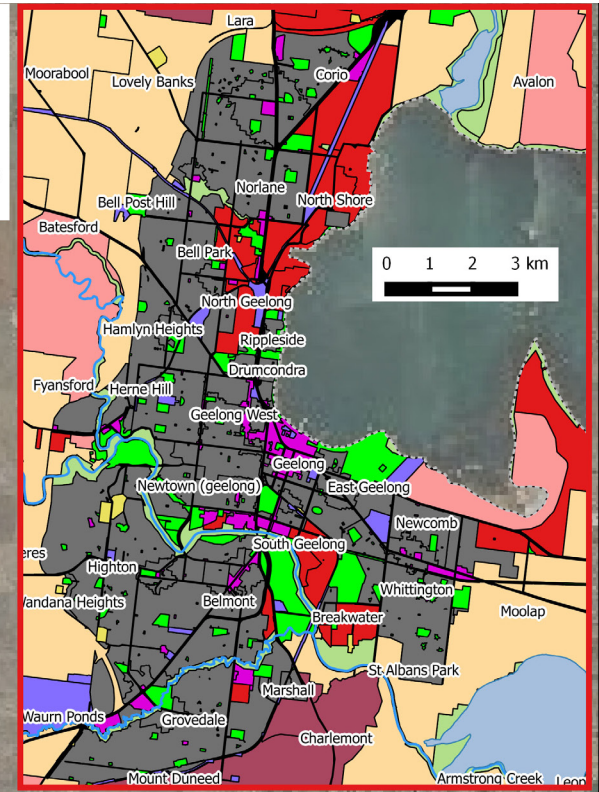 Lara
Moorabool
Lovely Banks
Corio
Avalon
Norlane
North Shore
Bell Post Hill
Batesford
Bell Park
0 1 2 3 km
North Geelong
Hamlyn Heights
Rippleside
Drumcondra
Fyansford
Herne Hill
Geelong West
Geelong
Newtown (geelong)
East Geelong
Newcomb
South Geelong
eres
Highton
Whittington
Wandana Heights
Belmont
Moolap
Breakwater
St Albans Park
Marshall
Waurn Ponds
Grovedale
Charlemont
Mount Duneed
Armstrong Creek
Leop